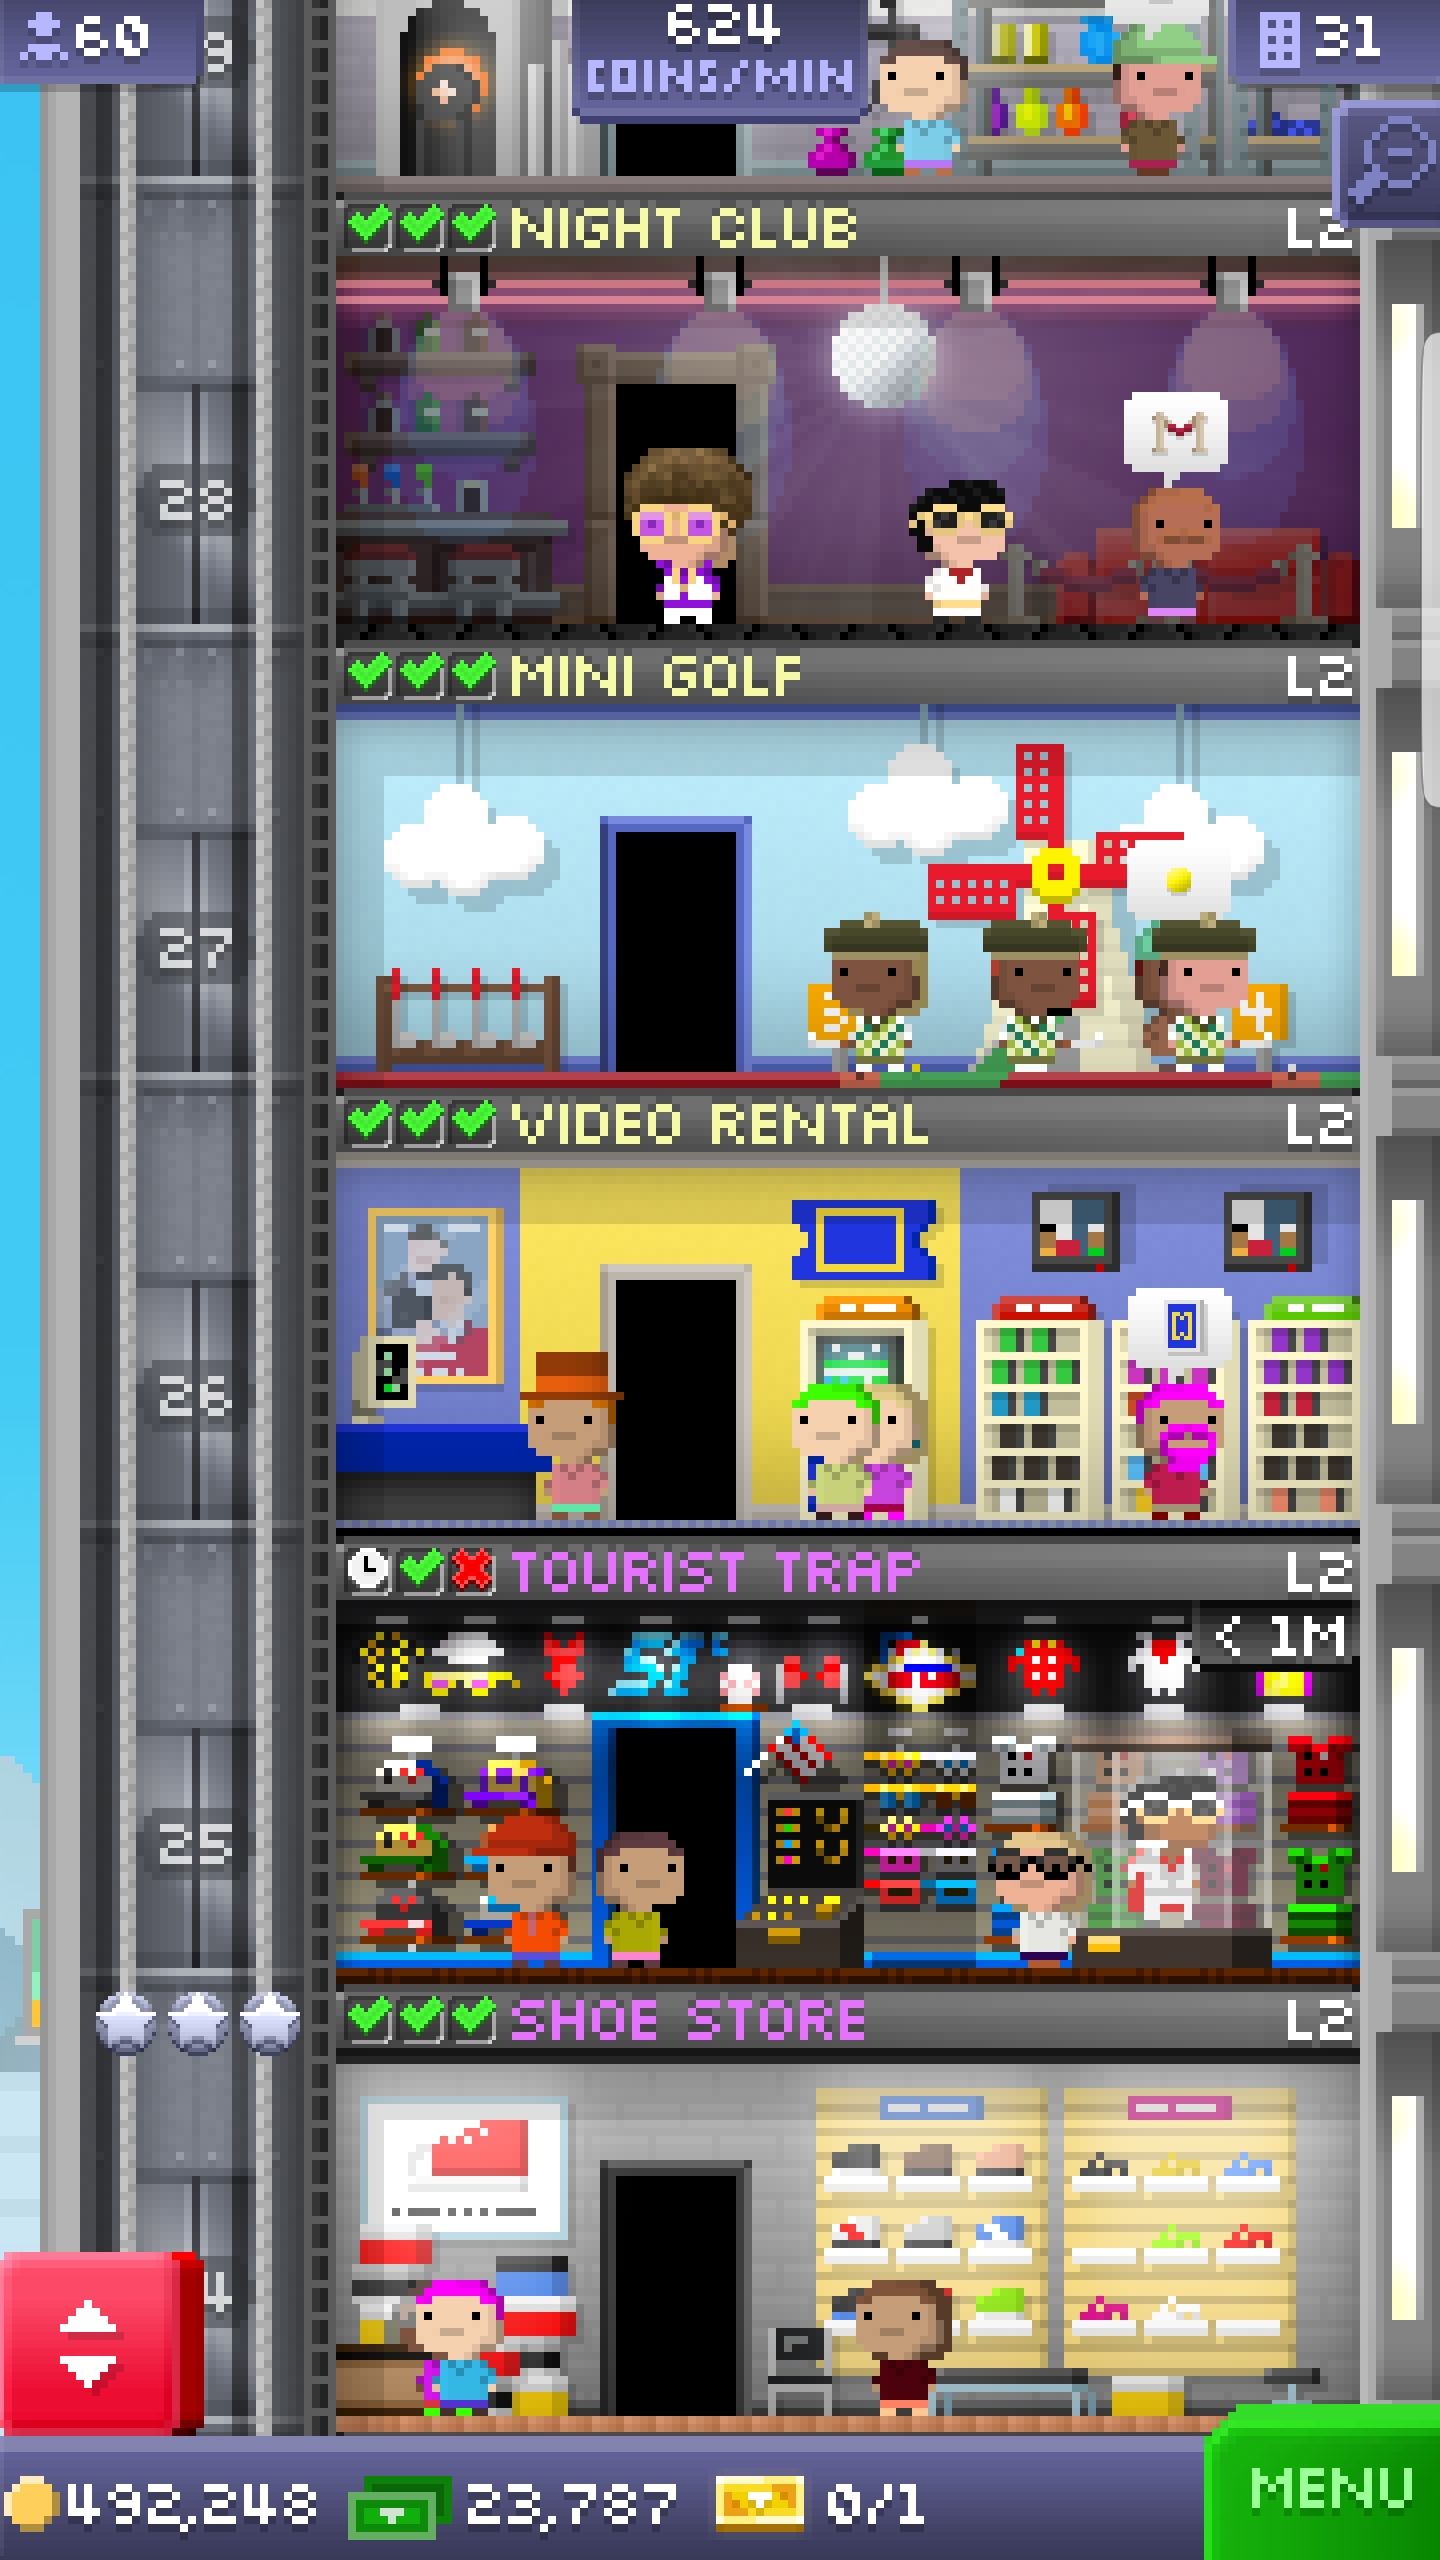 60
624
COINS/MIN
31
NIGHT CLUB
L2
28
MINI GOLF
L2
27
VIDEO RENTAL
L2
26
TOURIST TRAP
L2
< 1M
25
SHOE STORE
L2
492,248
23,787
0/1
MENU